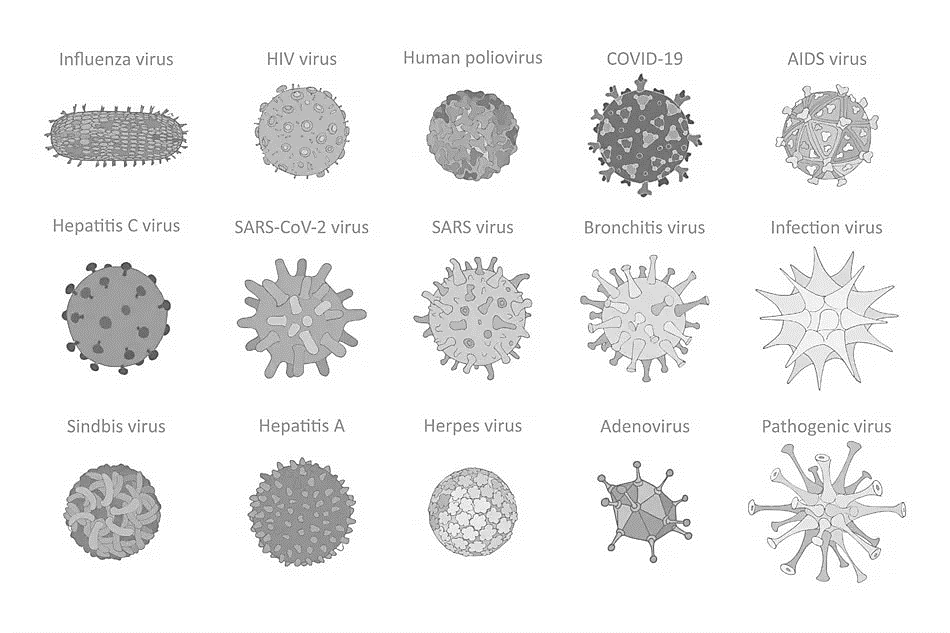 Influenza virus
HIV virus
Human poliovirus
COVID-19
AIDS virus
Hepatitis C virus
SARS-CoV-2 virus
SARS virus
Bronchitis virus
Infection virus
Sindbis virus
Hepatitis A
Herpes virus
Adenovirus
Pathogenic virus